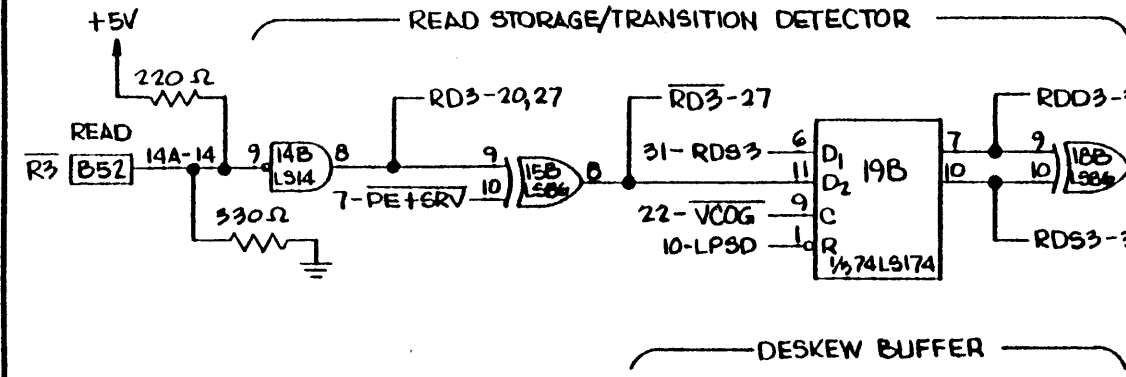 READ STORAGE/TRANSITION DETECTOR
+5V
220 Ω
RD3-20,27
RD3-27
RDD3-
READ
R3 B52 14A-14 9 14B LS14 8
9 10 15B LS86 8
7-PE+SRV
31-RDS3 6 D1
11 D2
19B
7
10
9 10 18B LS86
22-VCOG 9 C
10-LPSD 1 R
1/3 74LS174
330 Ω
RDS3-
DESKEW BUFFER